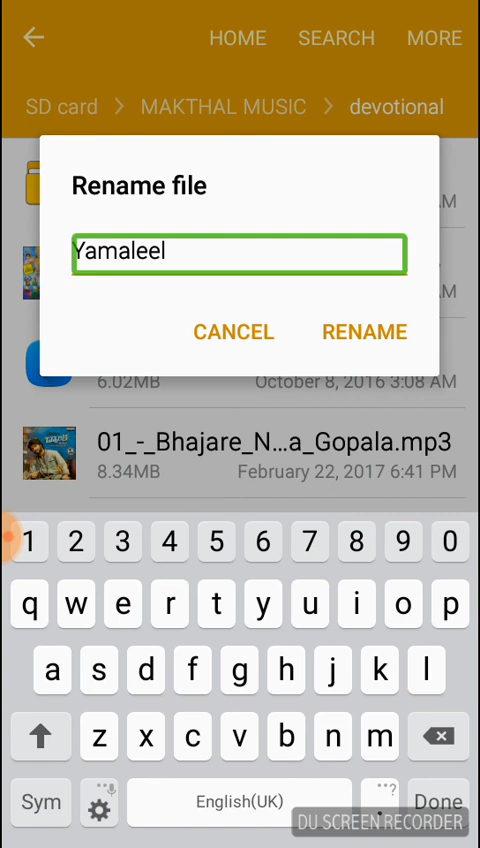 HOME SEARCH MORE
SD card > MAKTHAL MUSIC > devotional
AM
Rename file
Yamaleel
AM
CANCEL RENAME
6.02MB October 8, 2016 3:08 AM
01_-_Bhajare_N...a_Gopala.mp3
8.34MB February 22, 2017 6:41 PM
1 2 3 4 5 6 7 8 9 0
q w e r t y u i o p
a s d f g h j k l
z x c v b n m
Sym English(UK) . Done
DU SCREEN RECORDER